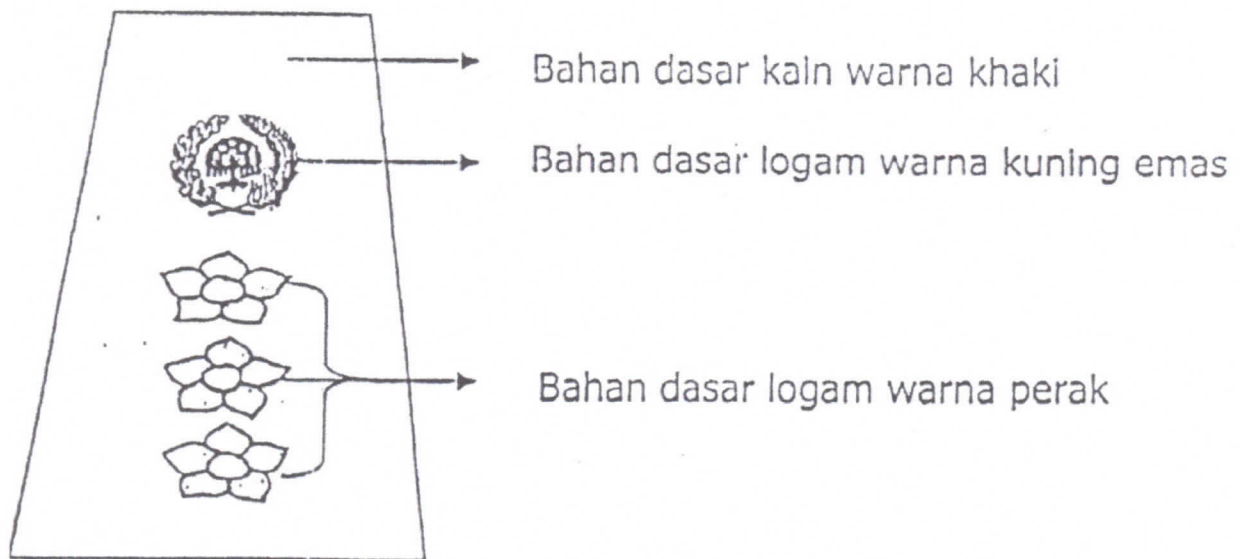 Bahan dasar kain warna khaki
Bahan dasar logam warna kuning emas
Bahan dasar logam warna perak